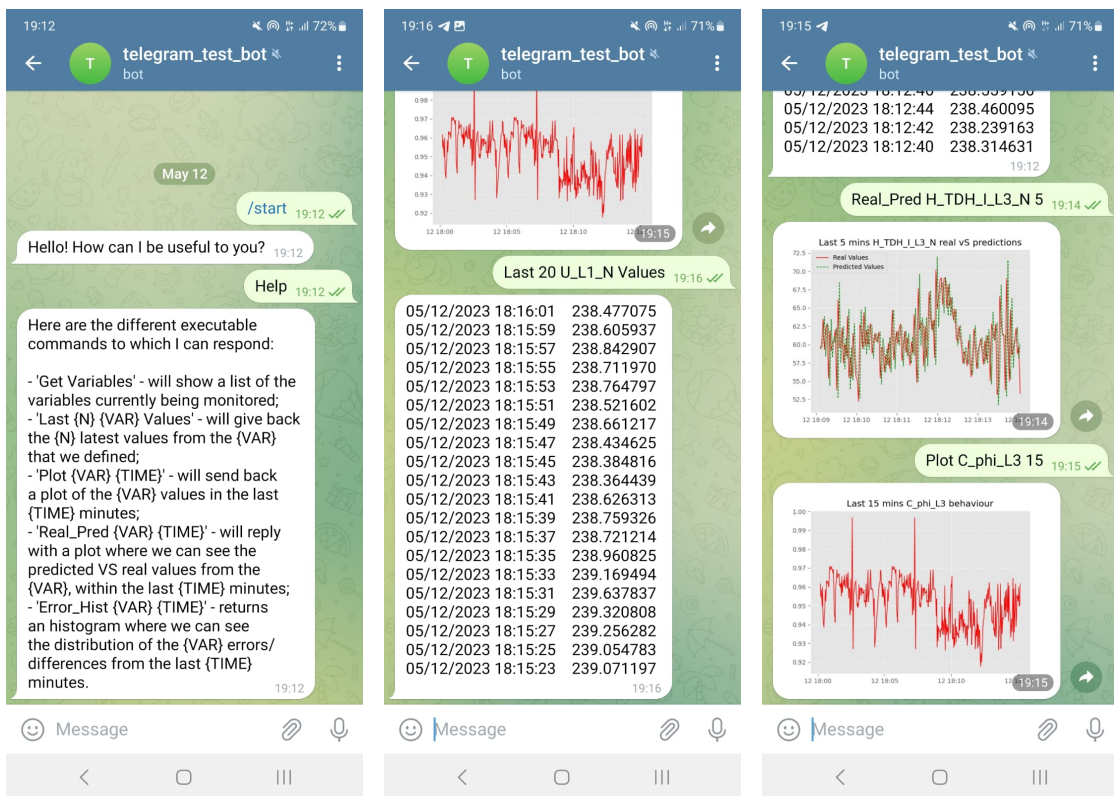 19:12
72%
telegram_test_bot
bot
T
May 12
/start 19:12
Hello! How can I be useful to you? 19:12
Help 19:12
Here are the different executable
commands to which I can respond:
- 'Get Variables' - will show a list of the
variables currently being monitored;
- 'Last {N} {VAR} Values' - will give back
the {N} latest values from the {VAR}
that we defined;
- 'Plot {VAR} {TIME}' - will send back
a plot of the {VAR} values in the last
{TIME} minutes;
- 'Real_Pred {VAR} {TIME}' - will reply
with a plot where we can see the
predicted VS real values from the
{VAR}, within the last {TIME} minutes;
- 'Error_Hist {VAR} {TIME}' - returns
an histogram where we can see
the distribution of the {VAR} errors/
differences from the last {TIME}
minutes.
19:12
Message
19:16
71%
telegram_test_bot
bot
T
0.98
0.97
0.96
0.95
0.94
0.93
0.92
12 18:00 12 18:05 12 18:10
19:15
Last 20 U_L1_N Values 19:16
05/12/2023 18:16:01 238.477075
05/12/2023 18:15:59 238.605937
05/12/2023 18:15:57 238.842907
05/12/2023 18:15:55 238.711970
05/12/2023 18:15:53 238.764797
05/12/2023 18:15:51 238.521602
05/12/2023 18:15:49 238.661217
05/12/2023 18:15:47 238.434625
05/12/2023 18:15:45 238.384816
05/12/2023 18:15:43 238.364439
05/12/2023 18:15:41 238.626313
05/12/2023 18:15:39 238.759326
05/12/2023 18:15:37 238.721214
05/12/2023 18:15:35 238.960825
05/12/2023 18:15:33 239.169494
05/12/2023 18:15:31 239.637837
05/12/2023 18:15:29 239.320808
05/12/2023 18:15:27 239.256282
05/12/2023 18:15:25 239.054783
05/12/2023 18:15:23 239.071197
19:16
Message
19:15
71%
telegram_test_bot
bot
T
05/12/2023 18:12:44 238.460095
05/12/2023 18:12:42 238.239163
05/12/2023 18:12:40 238.314631
19:12
Real_Pred H_TDH_I_L3_N 5 19:14
Last 5 mins H_TDH_I_L3_N real vS predictions
Real Values
Predicted Values
72.5
70.0
67.5
65.0
62.5
60.0
57.5
55.0
52.5
12 18:09 12 18:10 12 18:11 12 18:12 12 18:13
19:14
Plot C_phi_L3 15 19:15
Last 15 mins C_phi_L3 behaviour
1.00
0.99
0.98
0.97
0.96
0.95
0.94
0.93
0.92
12 18:00 12 18:05 12 18:10
19:15
Message